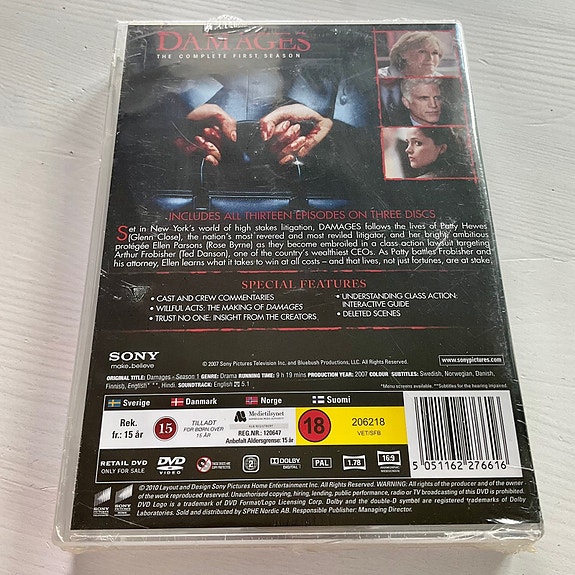 DAMAGES
THE COMPLETE FIRST SEASON
INCLUDES ALL THIRTEEN EPISODES ON THREE DISCS
Set in New York's world of high stakes litigation, DAMAGES follows the lives of Patty Hewes
(Glenn Close), the nation's most revered and most reviled litigator, and her bright, ambitious
protégée Ellen Parsons (Rose Byrne) as they become embroiled in a class action lawsuit targeting
Arthur Frobisher (Ted Danson), one of the country's wealthiest CEOs. As Patty battles Frobisher and
his attorney, Ellen learns what it takes to win at all costs – and that lives, not just fortunes, are at stake.
SPECIAL FEATURES
• CAST AND CREW COMMENTARIES
• WILLFUL ACTS: THE MAKING OF DAMAGES
• TRUST NO ONE: INSIGHT FROM THE CREATORS
• UNDERSTANDING CLASS ACTION:
INTERACTIVE GUIDE
• DELETED SCENES
SONY
make.believe
© 2007 Sony Pictures Television Inc. and Bluebush Productions, LLC. All Rights Reserved.
www.sonypictures.com
ORIGINAL TITLE: Damages - Season 1 GENRE: Drama RUNNING TIME: 9 h 19 mins PRODUCTION YEAR: 2007 COLOUR SUBTITLES: Swedish, Norwegian, Danish,
Finnish, English**, Hindi. SOUNDTRACK: English 5.1
*Menu screens available. **Subtitles for the hearing impaired.
Sverige
Danmark
Norge
Suomi
Rek.
fr.: 15 år
15
TILLADT
FOR BØRN OVER
15 ÅR
Medietilsynet
REG.NR.: 120647
Anbefalt Aldersgrense: 15 år
18
206218
VET/SFB
RETAIL DVD
ONLY FOR SALE
DVD
VIDEO
2
DOLBY
DIGITAL
PAL
1.78
16:9
5 051162 276616
© 2010 Layout and Design Sony Pictures Home Entertainment Inc. All Rights Reserved. WARNING: All rights of the producer and of the owner
of the work reproduced reserved. Unauthorised copying, hiring, lending, public performance, radio or TV broadcasting of this DVD is prohibited.
DVD Logo is a trademark of DVD Format/Logo Licensing Corp. Dolby and the double-D symbol are registered trademarks of Dolby
Laboratories. Sold and distributed by SPHE Nordic AB. Responsible Publisher: Managing Director.